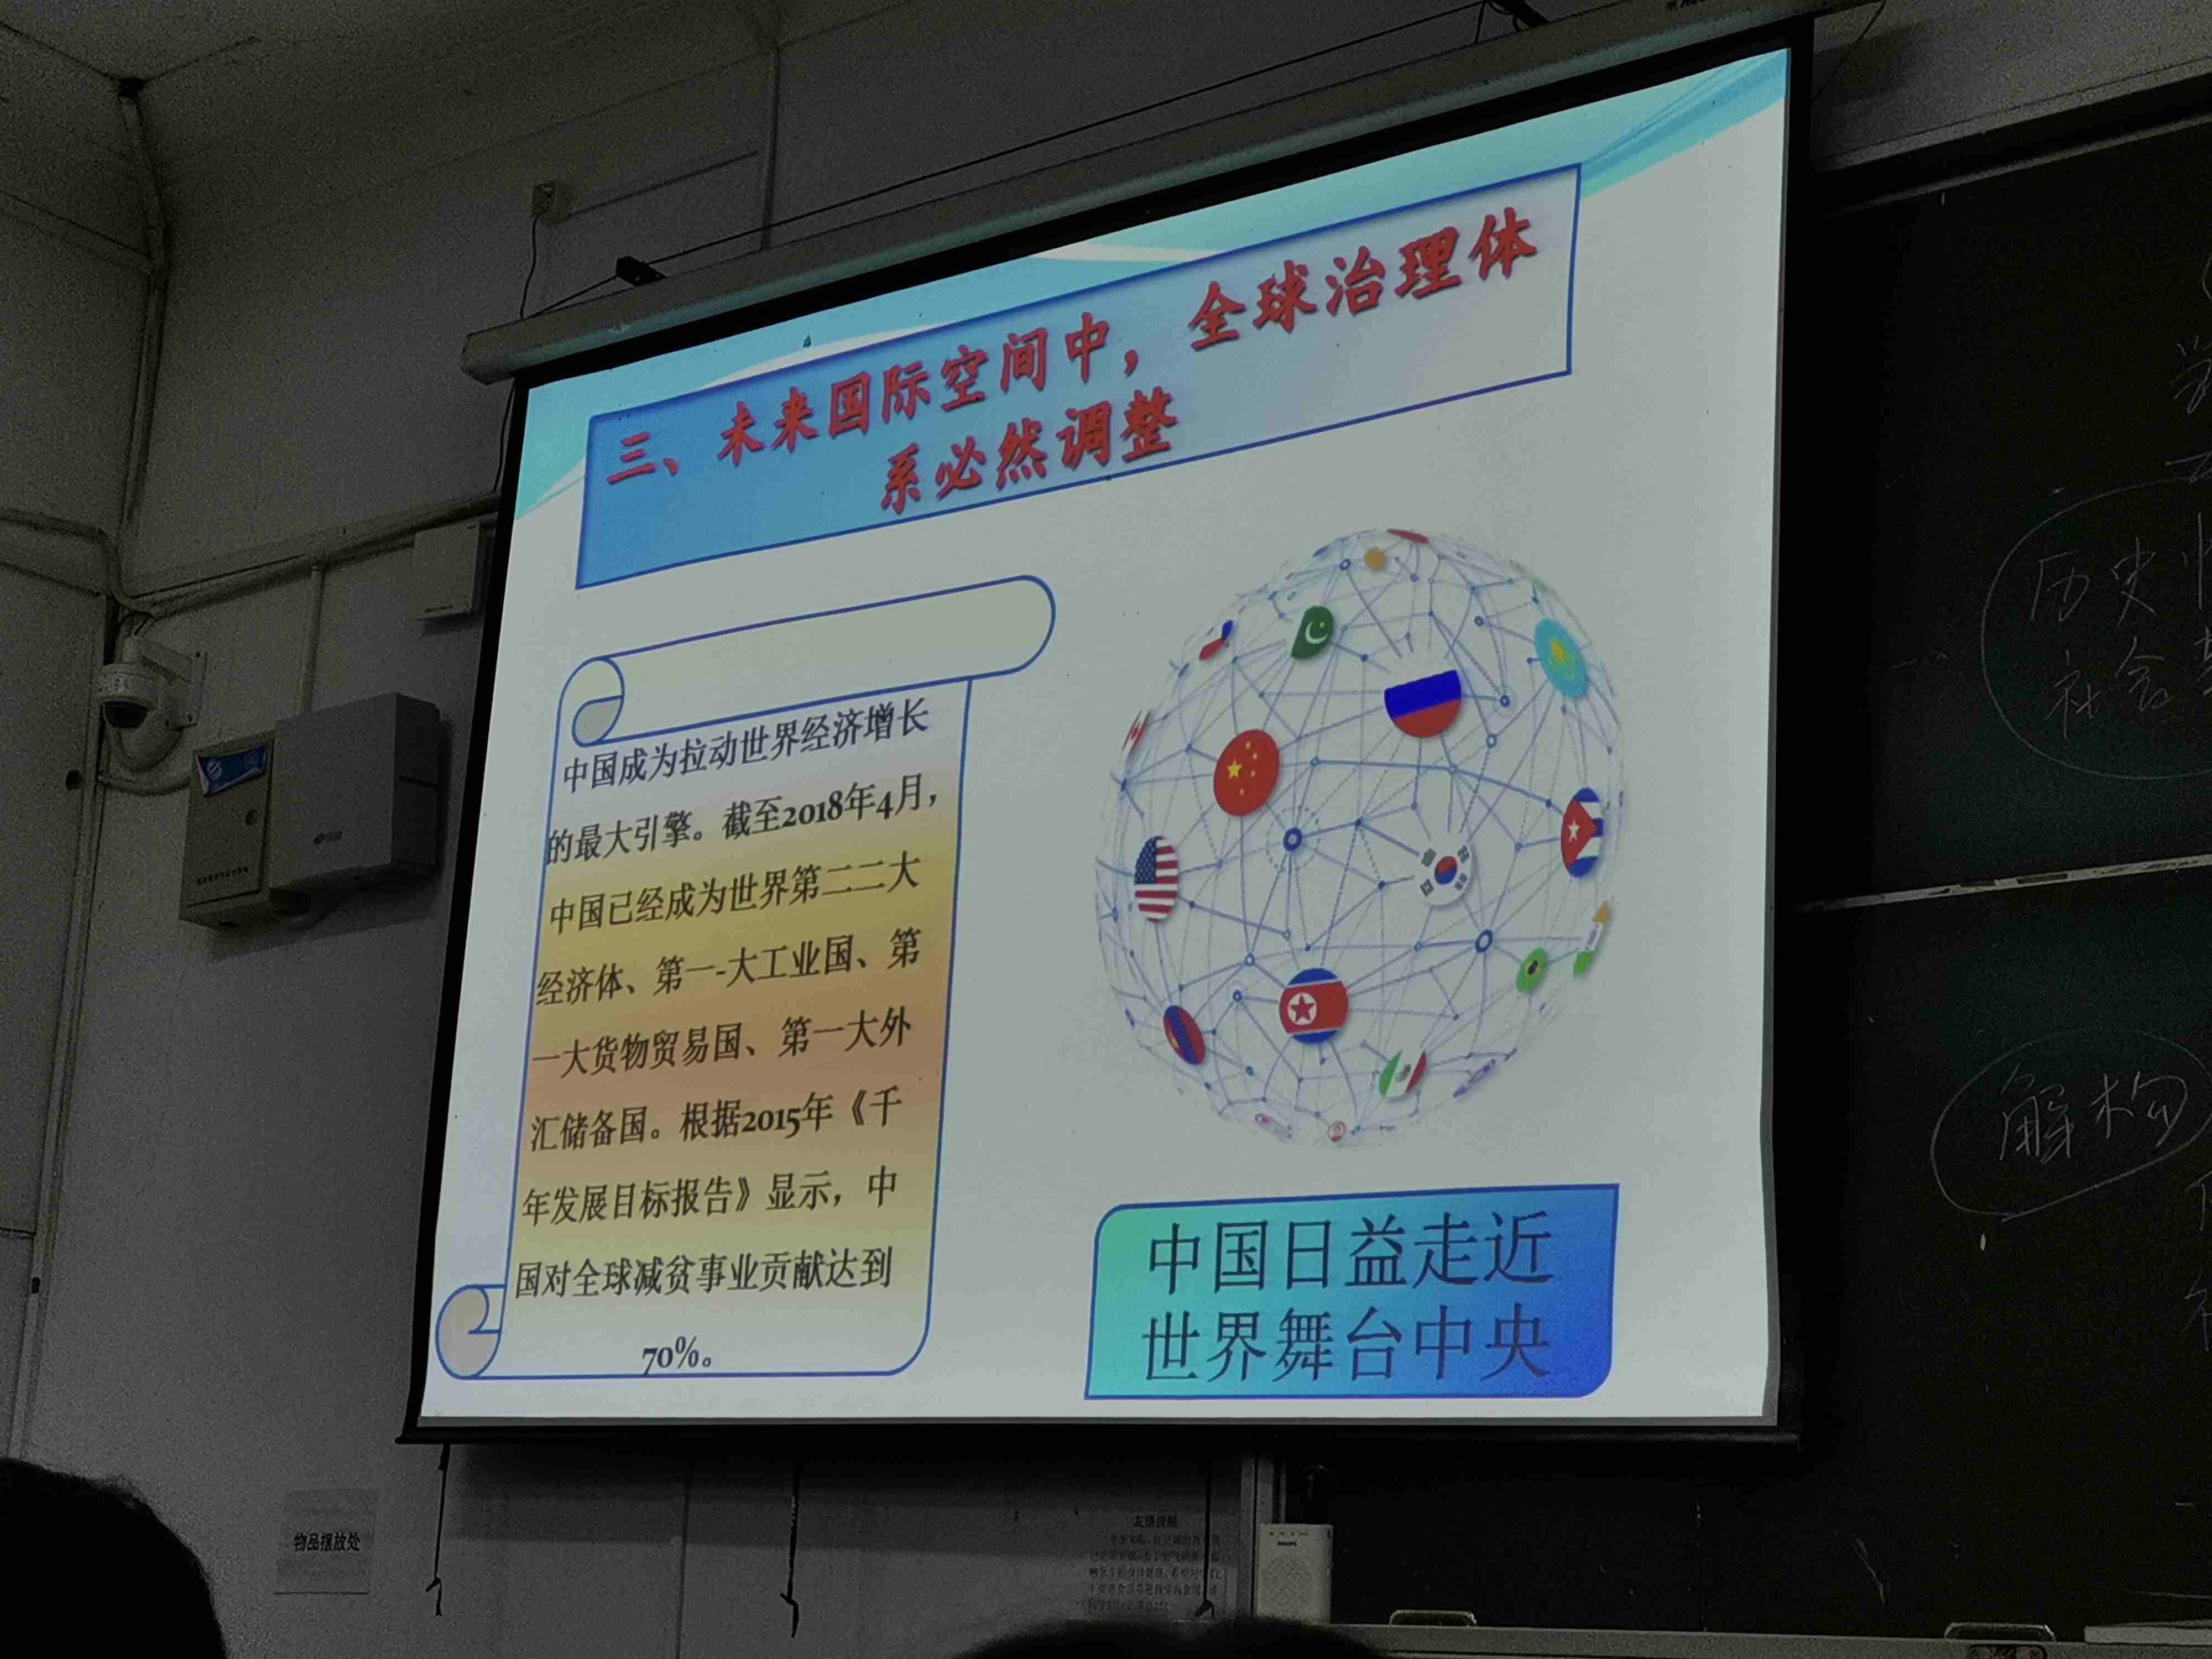 三、未来国际空间中，全球治理体
系必然调整
中国成为拉动世界经济增长
的最大引擎。截至2018年4月，
中国已经成为世界第二二大
经济体、第一-大工业国、第
一大货物贸易国、第一大外
汇储备国。根据2015年《千
年发展目标报告》显示，中
国对全球减贫事业贡献达到
70%。
中国日益走近
世界舞台中央
历史
社会
解构
物品摆放处
友情提醒